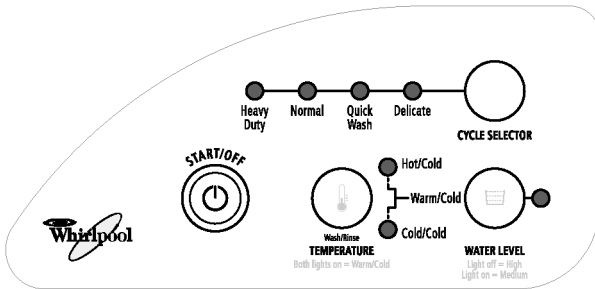 Heavy Duty
Normal
Quick Wash
Delicate
CYCLE SELECTOR
START/OFF
Hot/Cold
Warm/Cold
Cold/Cold
Wash/Rinse
TEMPERATURE
Both lights on = Warm/Cold
WATER LEVEL
Light off = High
Light on = Medium
Whirlpool